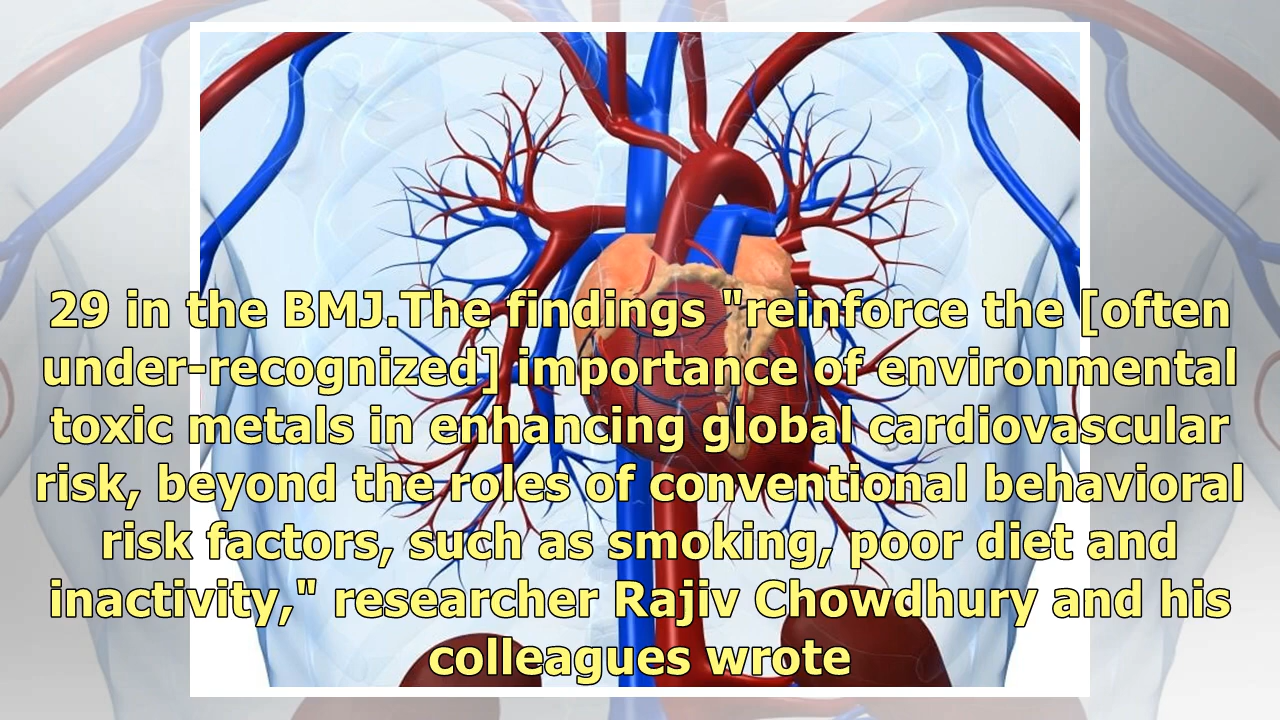 29 in the BMJ.The findings "reinforce the [often
under-recognized] importance of environmental
toxic metals in enhancing global cardiovascular
risk, beyond the roles of conventional behavioral
risk factors, such as smoking, poor diet and
inactivity," researcher Rajiv Chowdhury and his
colleagues wrote